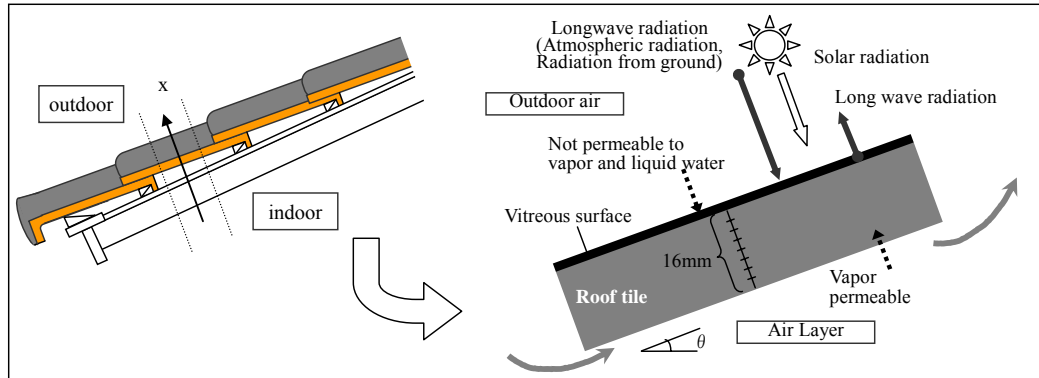 outdoor
x
indoor
Longwave radiation
(Atmospheric radiation,
Radiation from ground)
Solar radiation
Outdoor air
Long wave radiation
Not permeable to
vapor and liquid water
Vitreous surface
16mm
Roof tile
Vapor
permeable
Air Layer
θ